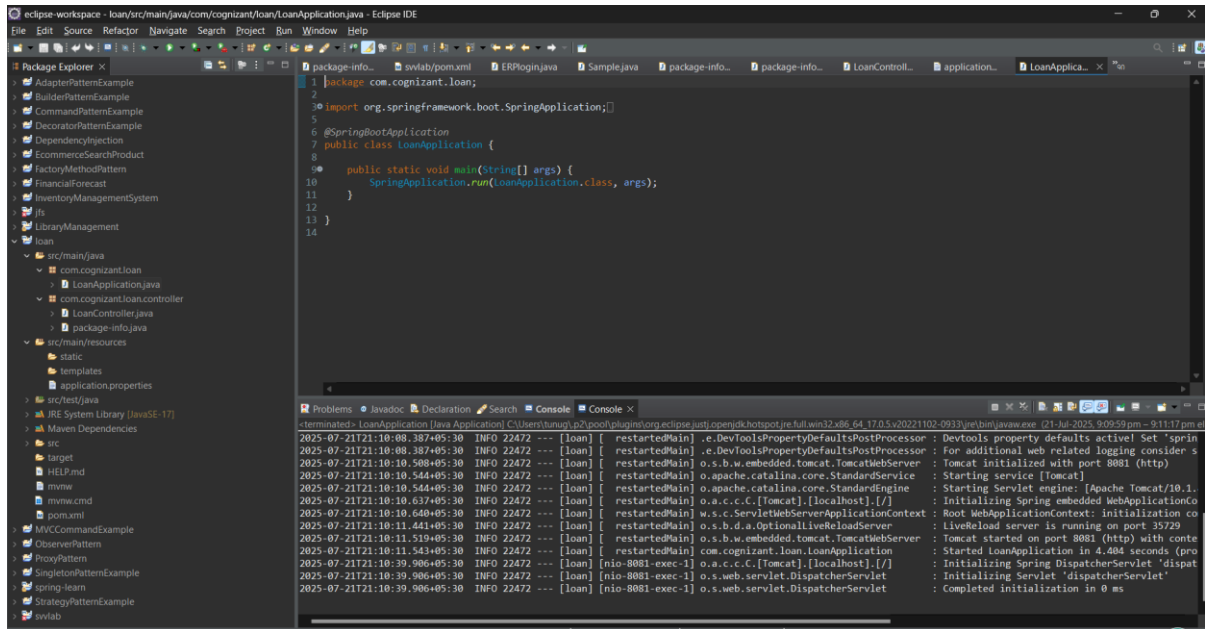 eclipse-workspace - loan/src/main/java/com/cognizant/loan/LoanApplication.java - Eclipse IDE
File Edit Source Refactor Navigate Search Project Run Window Help
Package Explorer ×
AdapterPatternExample
BuilderPatternExample
CommandPatternExample
DecoratorPatternExample
DependencyInjection
EcommerceSearchProduct
FactoryMethodPattern
FinancialForecast
InventoryManagementSystem
jfs
LibraryManagement
loan
src/main/java
com.cognizant.loan
LoanApplication.java
com.cognizant.loan.controller
LoanController.java
package-info.java
src/main/resources
static
templates
application.properties
src/test/java
JRE System Library [JavaSE-17]
Maven Dependencies
src
target
HELP.md
mvnw
mvnw.cmd
pom.xml
MVCCommandExample
ObserverPattern
ProxyPattern
SingletonPatternExample
spring-learn
StrategyPatternExample
svvlab
package-info... svvlab/pom.xml ERPlogin.java Sample.java package-info... package-info... LoanControll... application... LoanApplica... ×
1 package com.cognizant.loan;
2
3 import org.springframework.boot.SpringApplication;
5
6 @SpringBootApplication
7 public class LoanApplication {
8
9 public static void main(String[] args) {
10 SpringApplication.run(LoanApplication.class, args);
11 }
12
13 }
14
Problems Javadoc Declaration Search Console Console ×
<terminated> LoanApplication [Java Application] C:\Users\tunug\.p2\pool\plugins\org.eclipse.justj.openjdk.hotspot.jre.full.win32.x86_64_17.0.5.v20221102-0933\jre\bin\javaw.exe (21-Jul-2025, 9:09:59 pm – 9:11:17 pm el
2025-07-21T21:10:08.387+05:30 INFO 22472 --- [loan] [ restartedMain] .e.DevToolsPropertyDefaultsPostProcessor : Devtools property defaults active! Set 'sprin
2025-07-21T21:10:08.387+05:30 INFO 22472 --- [loan] [ restartedMain] .e.DevToolsPropertyDefaultsPostProcessor : For additional web related logging consider s
2025-07-21T21:10:10.508+05:30 INFO 22472 --- [loan] [ restartedMain] o.s.b.w.embedded.tomcat.TomcatWebServer : Tomcat initialized with port 8081 (http)
2025-07-21T21:10:10.544+05:30 INFO 22472 --- [loan] [ restartedMain] o.apache.catalina.core.StandardService : Starting service [Tomcat]
2025-07-21T21:10:10.544+05:30 INFO 22472 --- [loan] [ restartedMain] o.apache.catalina.core.StandardEngine : Starting Servlet engine: [Apache Tomcat/10.1.
2025-07-21T21:10:10.637+05:30 INFO 22472 --- [loan] [ restartedMain] o.a.c.c.C.[Tomcat].[localhost].[/] : Initializing Spring embedded WebApplicationCo
2025-07-21T21:10:10.640+05:30 INFO 22472 --- [loan] [ restartedMain] w.s.c.ServletWebServerApplicationContext : Root WebApplicationContext: initialization co
2025-07-21T21:10:11.441+05:30 INFO 22472 --- [loan] [ restartedMain] o.s.b.d.a.OptionalLiveReloadServer : LiveReload server is running on port 35729
2025-07-21T21:10:11.519+05:30 INFO 22472 --- [loan] [ restartedMain] o.s.b.w.embedded.tomcat.TomcatWebServer : Tomcat started on port 8081 (http) with conte
2025-07-21T21:10:11.543+05:30 INFO 22472 --- [loan] [ restartedMain] com.cognizant.loan.LoanApplication : Started LoanApplication in 4.404 seconds (pro
2025-07-21T21:10:39.906+05:30 INFO 22472 --- [loan] [nio-8081-exec-1] o.a.c.c.C.[Tomcat].[localhost].[/] : Initializing Spring DispatcherServlet 'dispat
2025-07-21T21:10:39.906+05:30 INFO 22472 --- [loan] [nio-8081-exec-1] o.s.web.servlet.DispatcherServlet : Initializing Servlet 'dispatcherServlet'
2025-07-21T21:10:39.906+05:30 INFO 22472 --- [loan] [nio-8081-exec-1] o.s.web.servlet.DispatcherServlet : Completed initialization in 0 ms